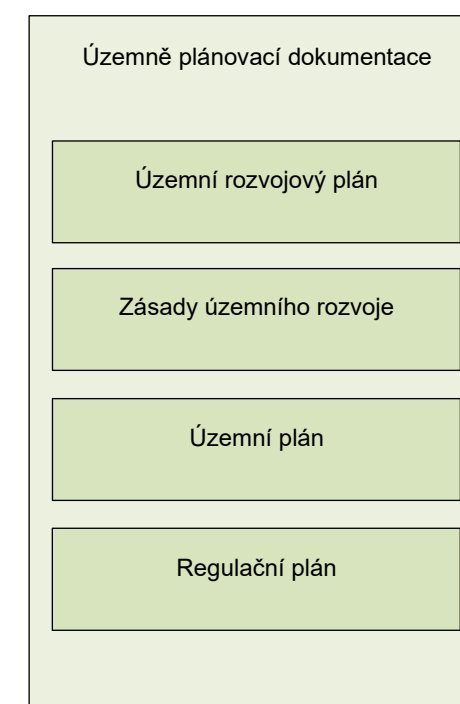 Územně plánovací dokumentace
Územní rozvojový plán
Zásady územního rozvoje
Územní plán
Regulační plán